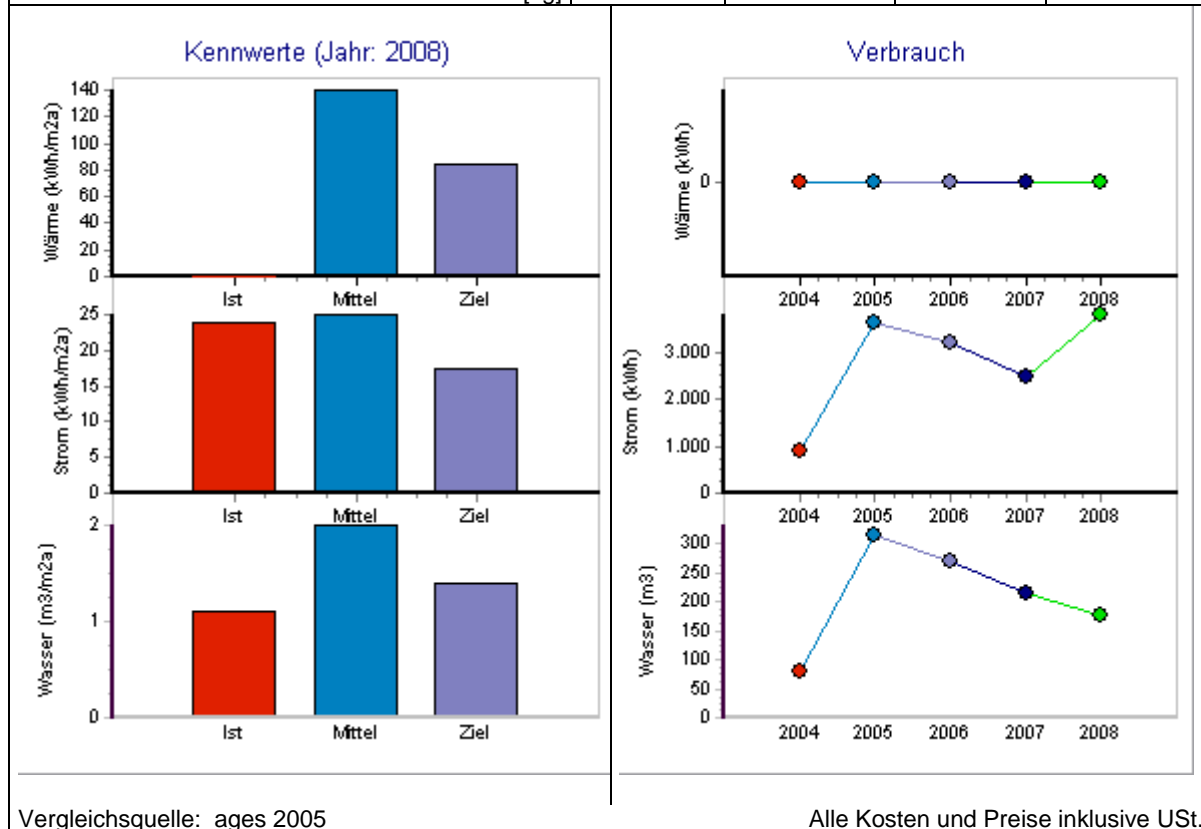 Kennwerte (Jahr: 2008)
Wärme (kWh/m2a)
140
120
100
80
60
40
20
0
Ist Mittel Ziel
Strom (kWh/m2a)
25
20
15
10
5
0
Ist Mittel Ziel
Wasser (m3/m2a)
2
1
0
Ist Mittel Ziel
Verbrauch
Wärme (kWh)
0
2004 2005 2006 2007 2008
Strom (kWh)
3.000
2.000
1.000
0
2004 2005 2006 2007 2008
Wasser (m3)
300
250
200
150
100
50
0
2004 2005 2006 2007 2008
Vergleichsquelle: ages 2005
Alle Kosten und Preise inklusive USt.